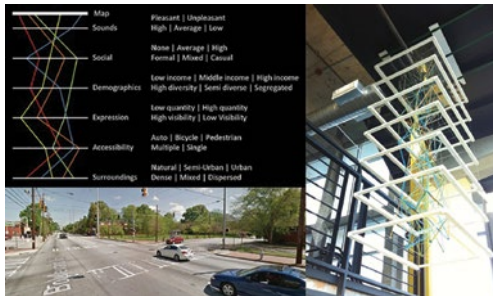 Map
Pleasant | Unpleasant
Sounds
High | Average | Low
None | Average | High
Social
Formal | Mixed | Casual
Low income | Middle income | High income
Demographics
High diversity | Semi diverse | Segregated
Low quantity | High quantity
Expression
High visibility | Low Visibility
Auto | Bicycle | Pedestrian
Accessibility
Multiple | Single
Natural | Semi-Urban | Urban
Surroundings
Dense | Mixed | Dispersed